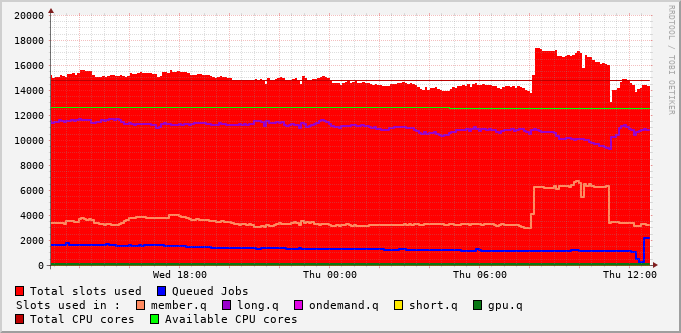 20000
18000
16000
14000
12000
10000
8000
6000
4000
2000
0
Wed 18:00 Thu 00:00 Thu 06:00 Thu 12:00
Total slots used Queued Jobs
Slots used in : member.q long.q ondemand.q short.q gpu.q
Total CPU cores Available CPU cores
RRDTOOL / TOBI OETIKER